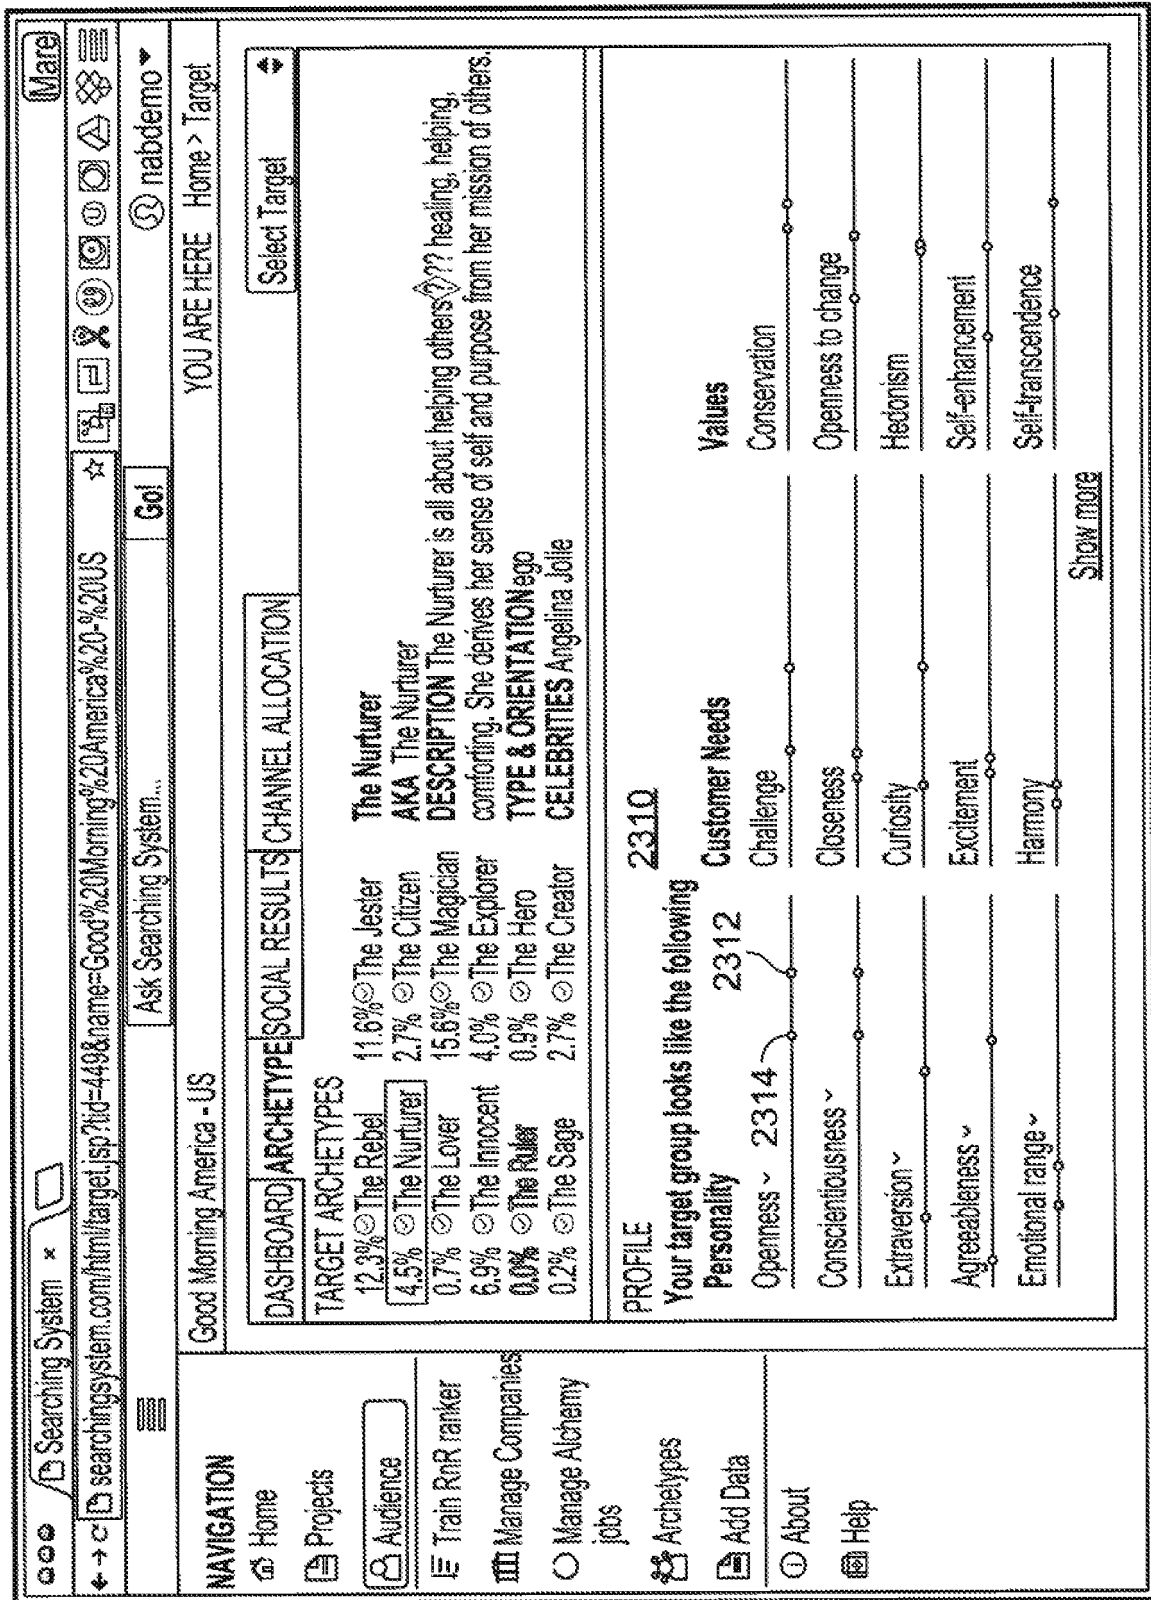 Searching System ×
Mare
searchingsystem.com/html/target.jsp?tid=449&name=Good%20Morning%20America%20-%20US
Ask Searching System...
Go!
nabdemo
NAVIGATION
Home
Projects
Audience
Train RnR ranker
Manage Companies
Manage Alchemy
jobs
Archetypes
Add Data
About
Help
Good Morning America - US
YOU ARE HERE Home > Target
DASHBOARD ARCHETYPE SOCIAL RESULTS CHANNEL ALLOCATION
Select Target
TARGET ARCHETYPES
12.3% The Rebel
11.6% The Jester
4.5% The Nurturer
2.7% The Citizen
0.7% The Lover
15.6% The Magician
6.9% The Innocent
4.0% The Explorer
0.0% The Ruler
0.9% The Hero
0.2% The Sage
2.7% The Creator
The Nurturer
AKA The Nurturer
DESCRIPTION The Nurturer is all about helping others�??? healing, helping,
comforting. She derives her sense of self and purpose from her mission of others.
TYPE & ORIENTATION ego
CELEBRITIES Angelina Jolie
PROFILE
2310
Your target group looks like the following
Personality
Openness
2314
2312
Conscientiousness
Extraversion
Agreeableness
Emotional range
Customer Needs
Challenge
Closeness
Curiosity
Excitement
Harmony
Values
Conservation
Openness to change
Hedonism
Self-enhancement
Self-transcendence
Show more